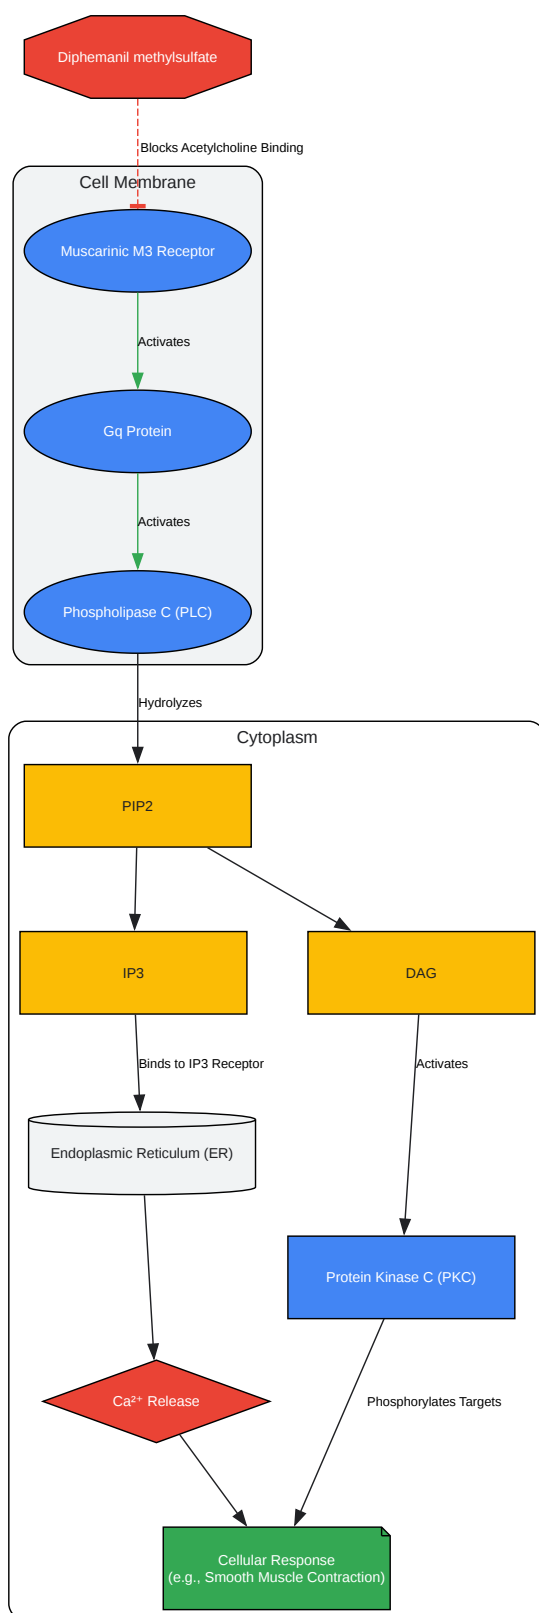 Diphemanil methylsulfate
Blocks Acetylcholine Binding
Cell Membrane
Muscarinic M3 Receptor
Activates
Gq Protein
Activates
Phospholipase C (PLC)
Hydrolyzes
Cytoplasm
PIP2
IP3
DAG
Binds to IP3 Receptor
Activates
Endoplasmic Reticulum (ER)
Protein Kinase C (PKC)
Ca²⁺ Release
Phosphorylates Targets
Cellular Response
(e.g., Smooth Muscle Contraction)